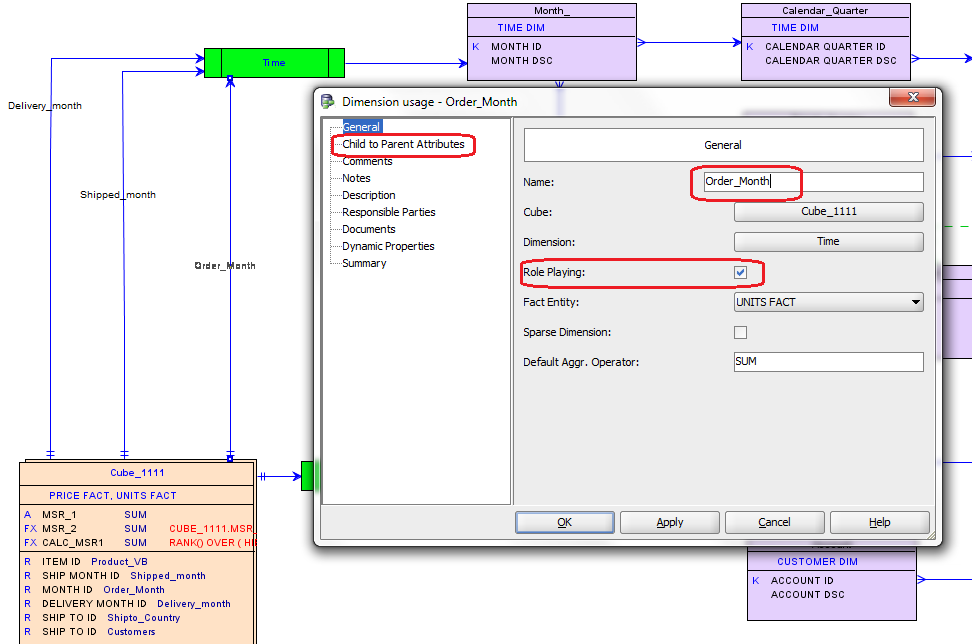 Month_
TIME DIM
K MONTH ID
MONTH DSC
Calendar_Quarter
TIME DIM
K CALENDAR QUARTER ID
CALENDAR QUARTER DSC
Time
Delivery_month
Shipped_month
Order_Month
Dimension usage - Order_Month
General
Child to Parent Attributes
Comments
Notes
Description
Responsible Parties
Documents
Dynamic Properties
Summary
General
Name: Order_Month
Cube: Cube_1111
Dimension: Time
Role Playing:
Fact Entity: UNITS FACT
Sparse Dimension:
Default Aggr. Operator: SUM
OK Apply Cancel Help
Cube_1111
PRICE FACT, UNITS FACT
A MSR_1 SUM
FX MSR_2 SUM CUBE_1111.MSR_
FX CALC_MSR1 SUM RANK() OVER ( HI
R ITEM ID Product_VB
R SHIP MONTH ID Shipped_month
R MONTH ID Order_Month
R DELIVERY MONTH ID Delivery_month
R SHIP TO ID Shipto_Country
R SHIP TO ID Customers
CUSTOMER DIM
K ACCOUNT ID
ACCOUNT DSC